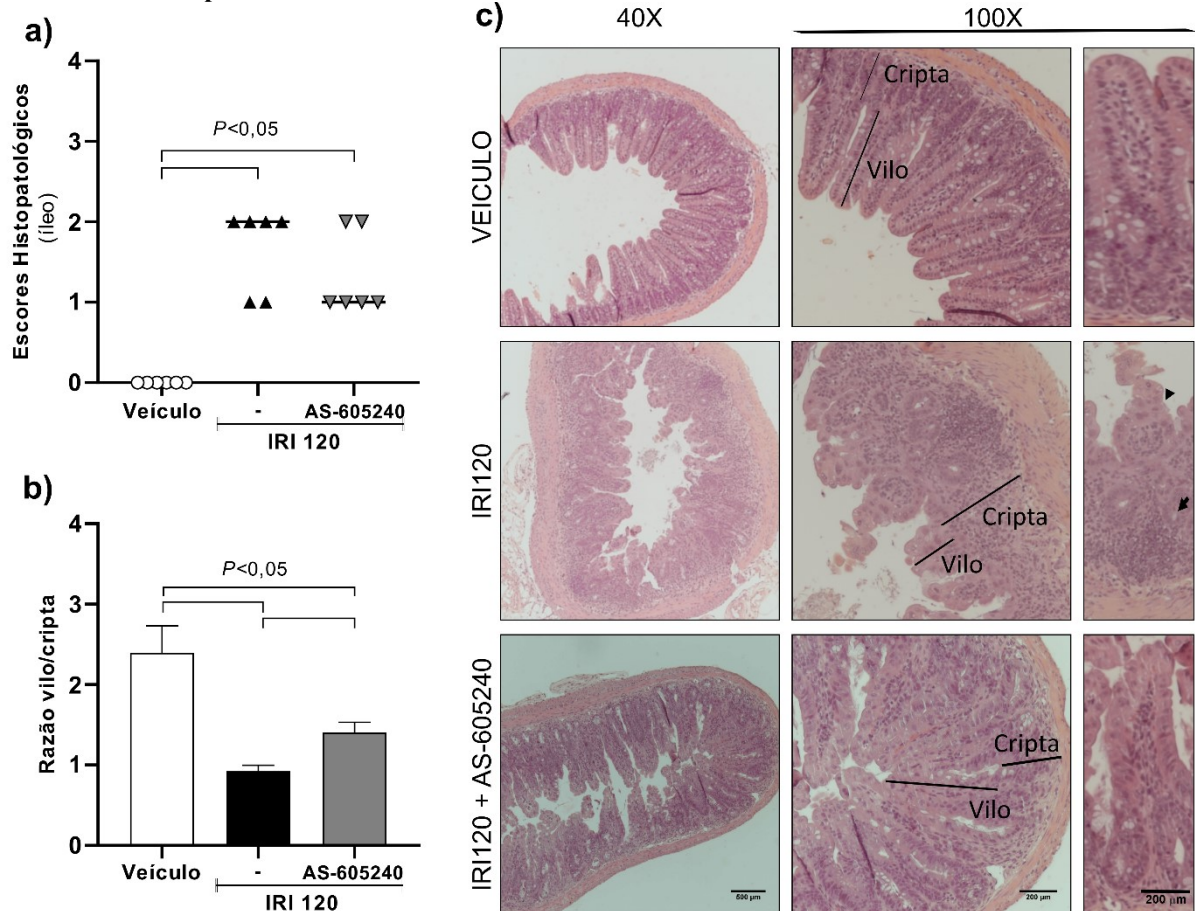 a)
4
3
2
1
0
Escores Histopatológicos
(íleo)
P<0,05
Veículo
-
AS-605240
IRI 120
b)
4
3
2
1
0
Razão vilo/cripta
P<0,05
Veículo
-
AS-605240
IRI 120
c)
40X
100X
VEICULO
Cripta
Vilo
IRI120
Cripta
Vilo
IRI120 + AS-605240
Cripta
Vilo
500 µm
200 µm
200 µm